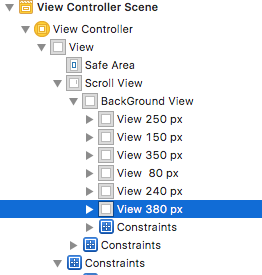 View Controller Scene
View Controller
View
Safe Area
Scroll View
BackGround View
View 250 px
View 150 px
View 350 px
View  80 px
View 240 px
View 380 px
Constraints
Constraints
Constraints